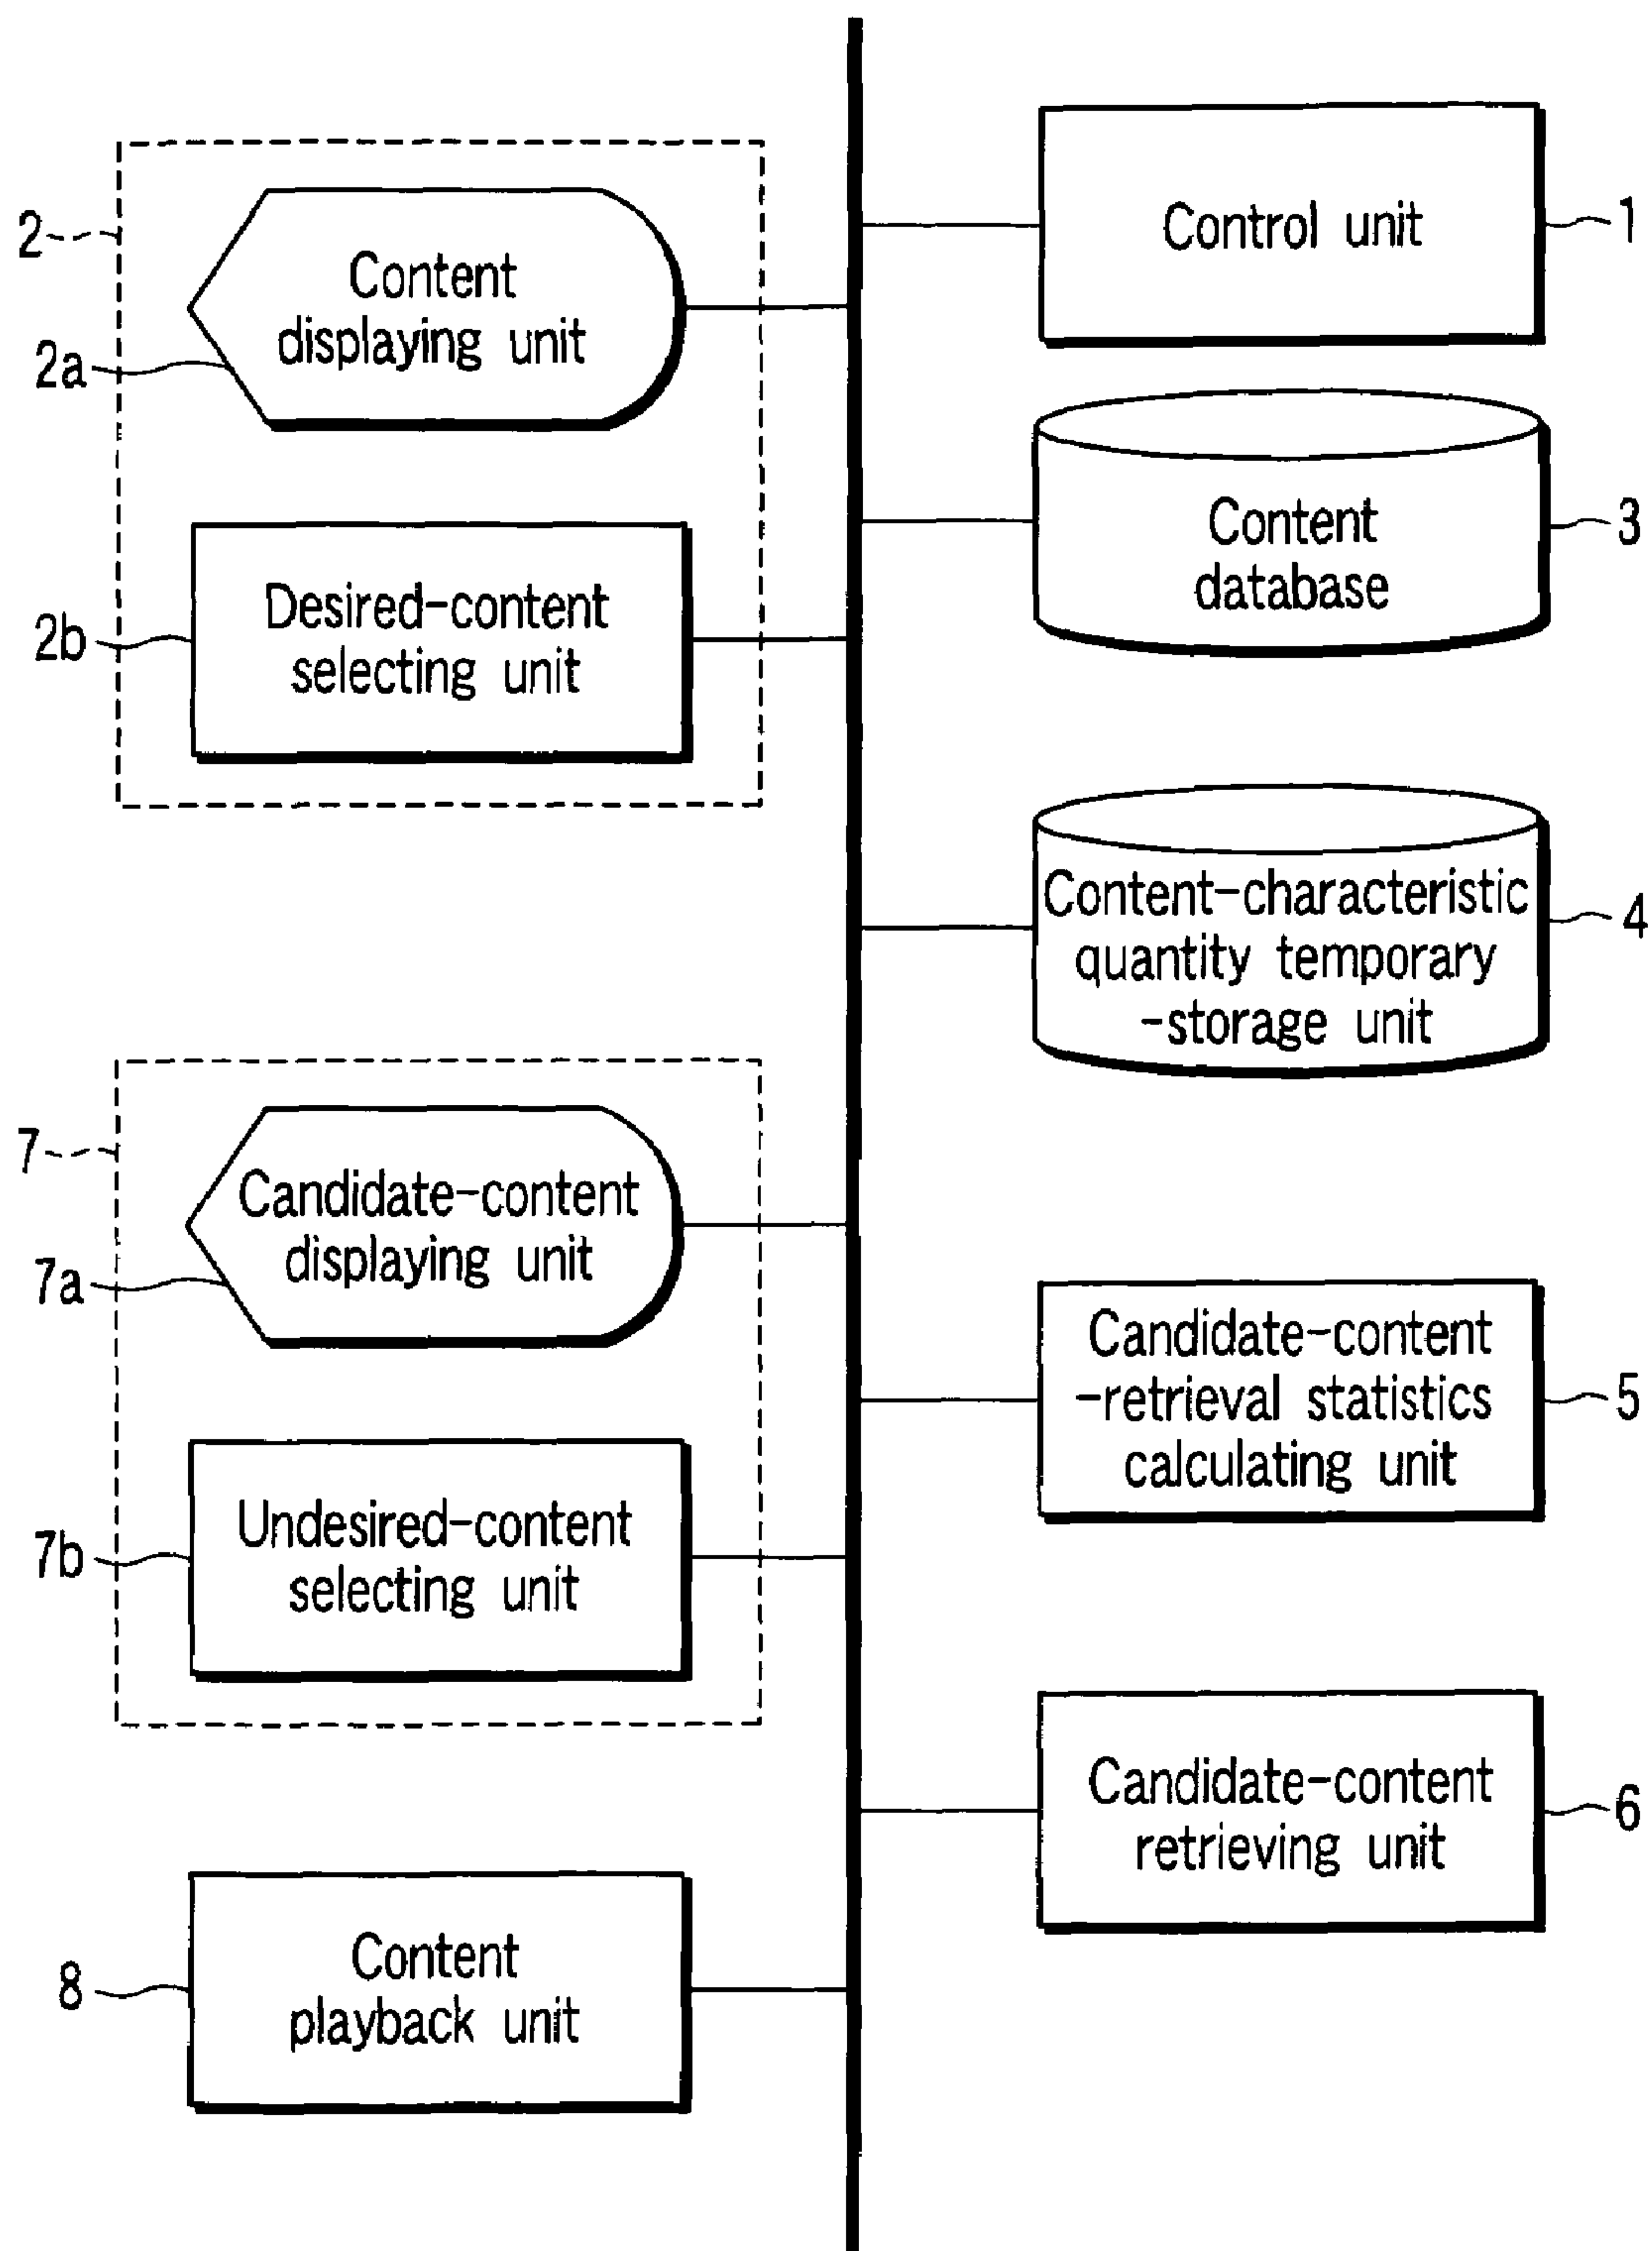 2
Content
displaying unit
2a
Desired-content
selecting unit
2b
Control unit
1
Content
database
3
Content-characteristic
quantity temporary
-storage unit
4
7
Candidate-content
displaying unit
7a
Undesired-content
selecting unit
7b
Candidate-content
-retrieval statistics
calculating unit
5
Candidate-content
retrieving unit
6
Content
playback unit
8